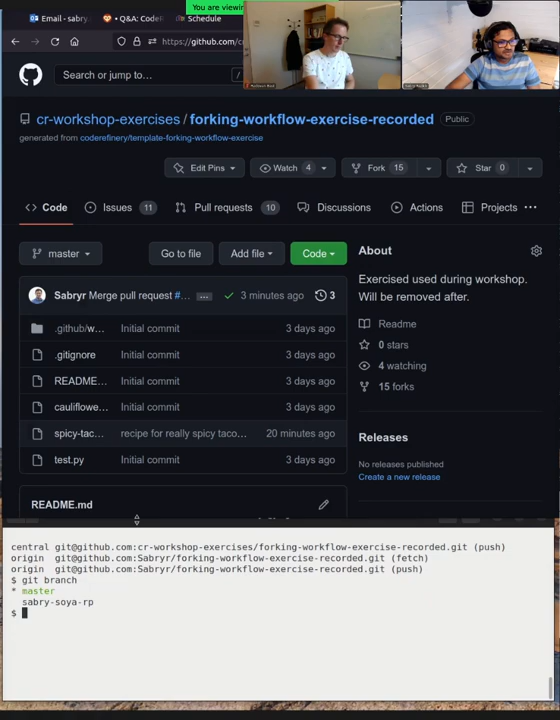 You are viewin
Email - sabry.
Q&A: CodeR
Schedule
https://github.com/c
Search or jump to...
/
cr-workshop-exercises / forking-workflow-exercise-recorded
Public
generated from coderefinery/template-forking-workflow-exercise
Edit Pins
Watch 4
Fork 15
Star 0
Code
Issues 11
Pull requests 10
Discussions
Actions
Projects
master
Go to file
Add file
Code
About
Exercised used during workshop.
Will be removed after.
Sabryr Merge pull request #... ... 3 minutes ago 3
.github/w... Initial commit 3 days ago
.gitignore Initial commit 3 days ago
README... Initial commit 3 days ago
cauliflowe... Initial commit 3 days ago
spicy-tac... recipe for really spicy taco... 20 minutes ago
test.py Initial commit 3 days ago
Readme
0 stars
4 watching
15 forks
Releases
No releases published
Create a new release
README.md
central git@github.com:cr-workshop-exercises/forking-workflow-exercise-recorded.git (push)
origin git@github.com:Sabryr/forking-workflow-exercise-recorded.git (fetch)
origin git@github.com:Sabryr/forking-workflow-exercise-recorded.git (push)
$ git branch
* master
sabry-soya-rp
$